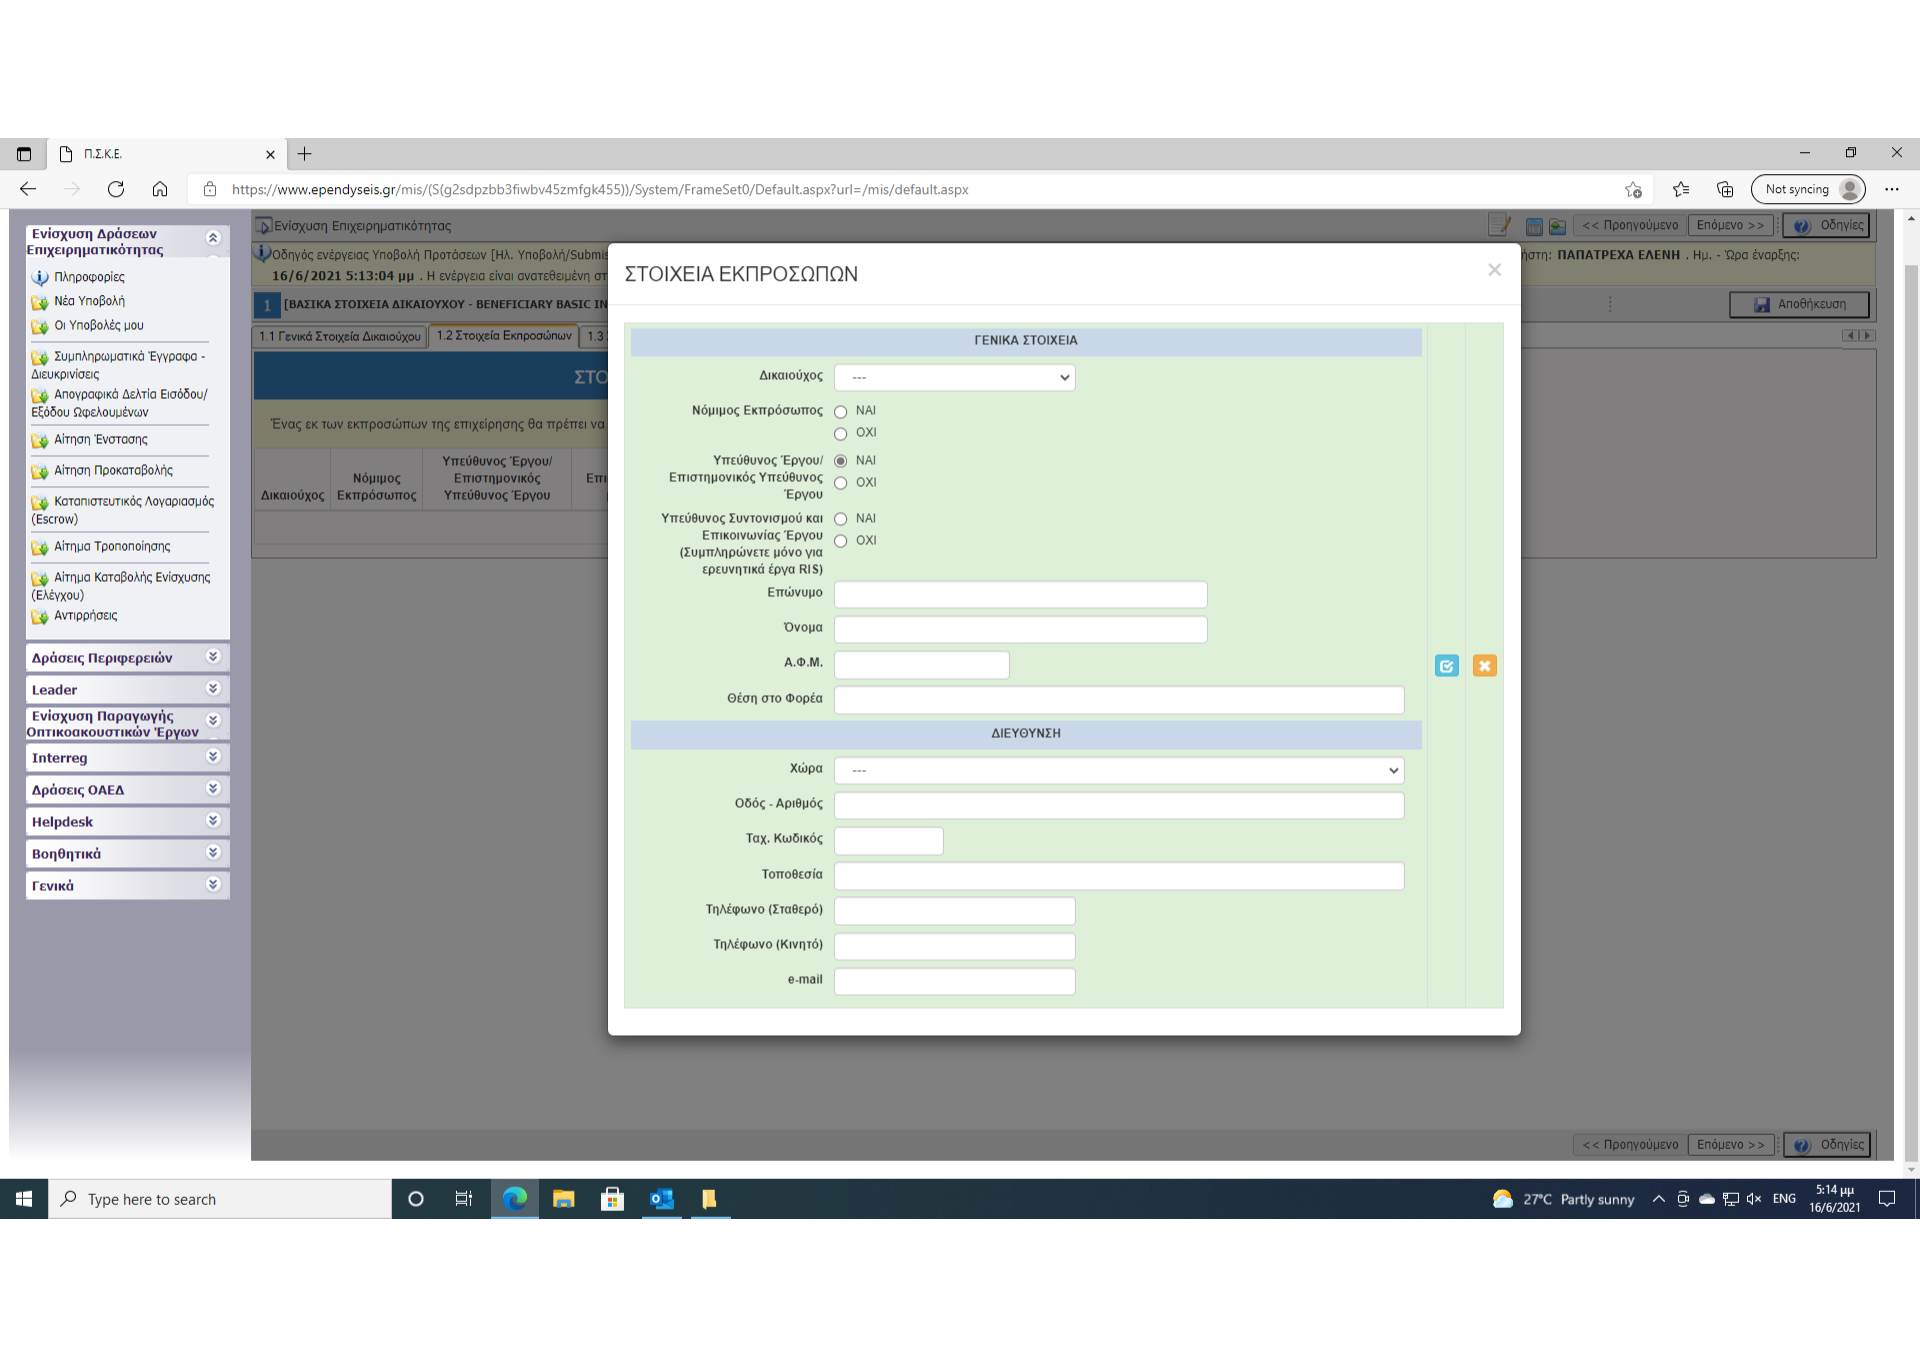 Π.Σ.Κ.Ε.
https://www.ependyseis.gr/mis/(S(g2sdpzbb3fiwbv45zmfgk455))/System/FrameSet0/Default.aspx?url=/mis/default.aspx
Not syncing
Ενίσχυση Δράσεων
Επιχειρηματικότητας
Πληροφορίες
Νέα Υποβολή
Οι Υποβολές μου
Συμπληρωματικά Έγγραφα -
Διευκρινίσεις
Απογραφικά Δελτία Εισόδου/
Εξόδου Ωφελουμένων
Αίτηση Ένστασης
Αίτηση Προκαταβολής
Καταπιστευτικός Λογαριασμός
(Escrow)
Αίτημα Τροποποίησης
Αίτημα Καταβολής Ενίσχυσης
(Ελέγχου)
Αντιρρήσεις
Δράσεις Περιφερειών
Leader
Ενίσχυση Παραγωγής
Οπτικοακουστικών Έργων
Interreg
Δράσεις ΟΑΕΔ
Helpdesk
Βοηθητικά
Γενικά
Ενίσχυση Επιχειρηματικότητας
<< Προηγούμενο
Επόμενο >>
Οδηγίες
Οδηγός ενέργειας Υποβολή Προτάσεων [Ηλ. Υποβολή/Submis
ήστη: ΠΑΠΑΤΡΕΧΑ ΕΛΕΝΗ . Ημ. - Ώρα έναρξης:
16/6/2021 5:13:04 μμ . Η ενέργεια είναι ανατεθειμένη στ
1 [ΒΑΣΙΚΑ ΣΤΟΙΧΕΙΑ ΔΙΚΑΙΟΥΧΟΥ - BENEFICIARY BASIC IN
Αποθήκευση
1.1 Γενικά Στοιχεία Δικαιούχου
1.2 Στοιχεία Εκπροσώπων
1.3
ΣΤΟ
Ένας εκ των εκπροσώπων της επιχείρησης θα πρέπει να
Δικαιούχος
Νόμιμος
Εκπρόσωπος
Υπεύθυνος Έργου/
Επιστημονικός
Υπεύθυνος Έργου
Επι
ΣΤΟΙΧΕΙΑ ΕΚΠΡΟΣΩΠΩΝ
ΓΕΝΙΚΑ ΣΤΟΙΧΕΙΑ
Δικαιούχος ---
Νόμιμος Εκπρόσωπος ΝΑΙ
ΟΧΙ
Υπεύθυνος Έργου/ ΝΑΙ
Επιστημονικός Υπεύθυνος ΟΧΙ
Έργου
Υπεύθυνος Συντονισμού και ΝΑΙ
Επικοινωνίας Έργου ΟΧΙ
(Συμπληρώνετε μόνο για
ερευνητικά έργα RIS)
Επώνυμο
Όνομα
Α.Φ.Μ.
Θέση στο Φορέα
ΔΙΕΥΘΥΝΣΗ
Χώρα ---
Οδός - Αριθμός
Ταχ. Κωδικός
Τοποθεσία
Τηλέφωνο (Σταθερό)
Τηλέφωνο (Κινητό)
e-mail
<< Προηγούμενο
Επόμενο >>
Οδηγίες
Type here to search
27°C Partly sunny
ENG
5:14 μμ
16/6/2021